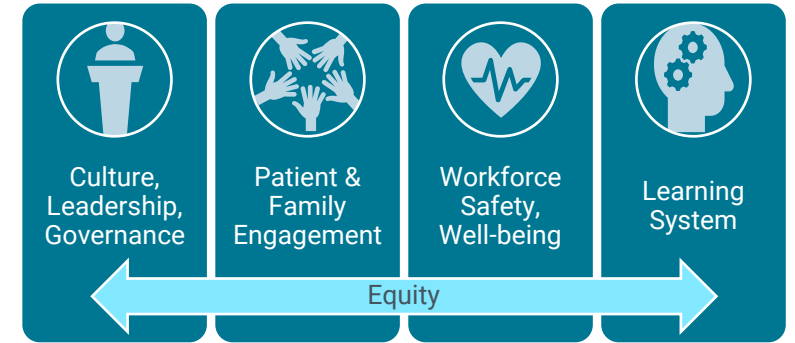 Culture,
Leadership,
Governance
Patient &
Family
Engagement
Workforce
Safety,
Well-being
Learning
System
Equity